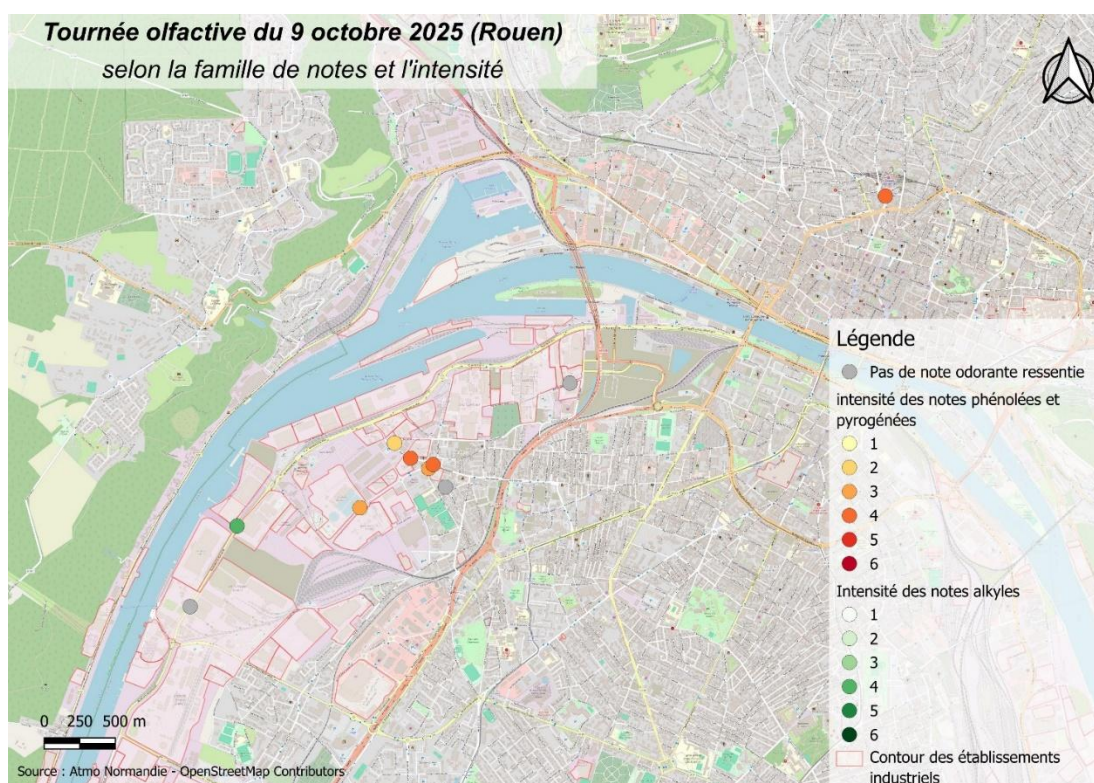 Tournée olfactive du 9 octobre 2025 (Rouen)
selon la famille de notes et l'intensité
Légende
Pas de note odorante ressentie
intensité des notes phénolées et
pyrogénées
1
2
3
4
5
6
Intensité des notes alkyles
1
2
3
4
5
6
Contour des établissements
industriels
0 250 500 m
Source : Atmo Normandie - OpenStreetMap Contributors